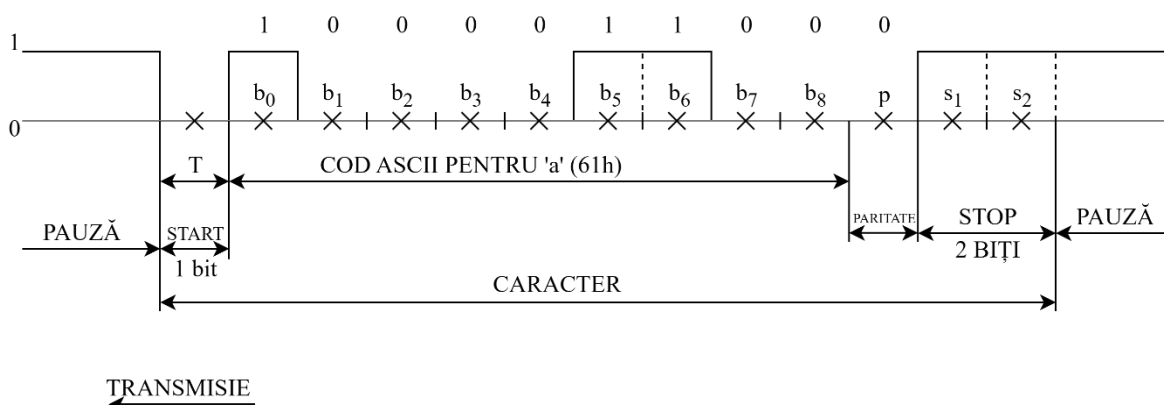 1 0 0 0 0 1 1 0 0 0
1
b0 b1 b2 b3 b4 b5 b6 b7 b8 p s1 s2
0
T COD ASCII PENTRU 'a' (61h)
PAUZĂ START PARITATE STOP PAUZĂ
1 bit 2 BIȚI
CARACTER
TRANSMISIE